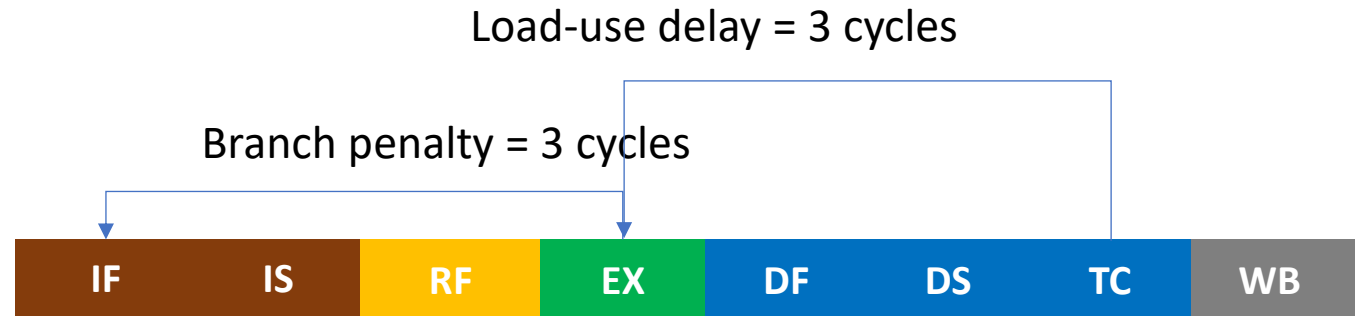 Load-use delay = 3 cycles
Branch penalty = 3 cycles
IF IS RF EX DF DS TC WB